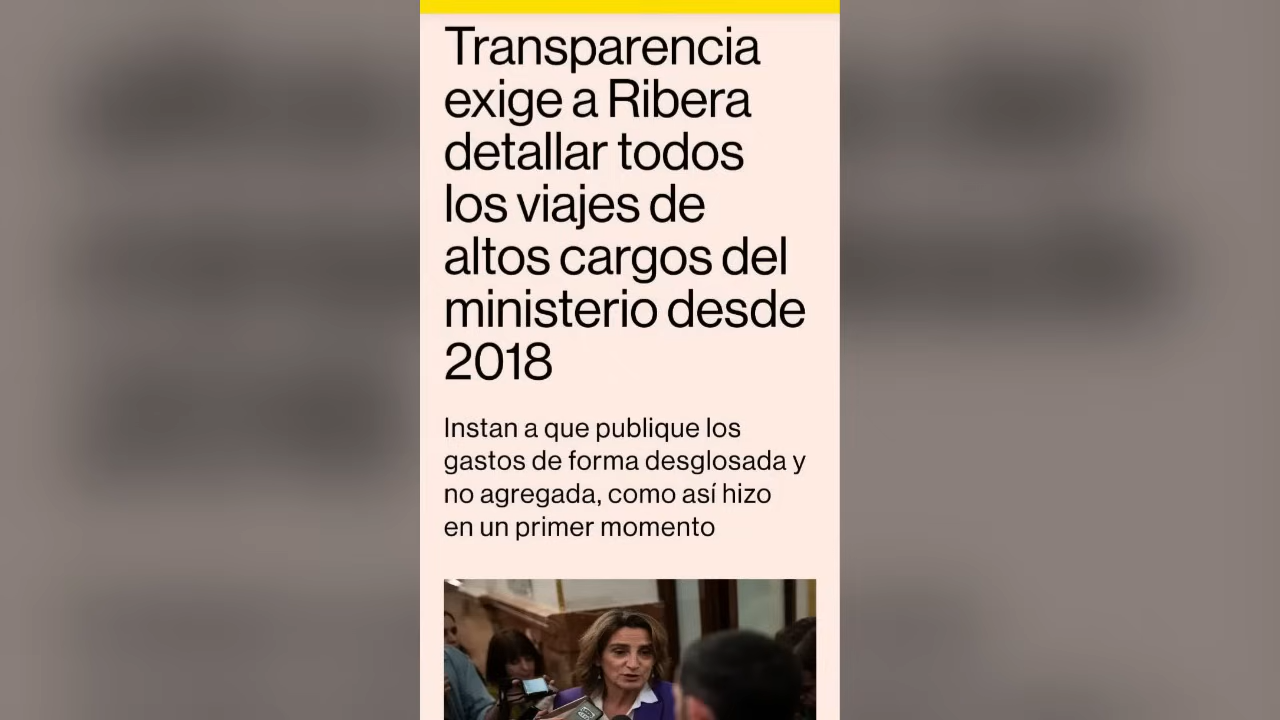 Transparencia
exige a Ribera
detallar todos
los viajes de
altos cargos del
ministerio desde
2018
Instan a que publique los
gastos de forma desglosada y
no agregada, como así hizo
en un primer momento